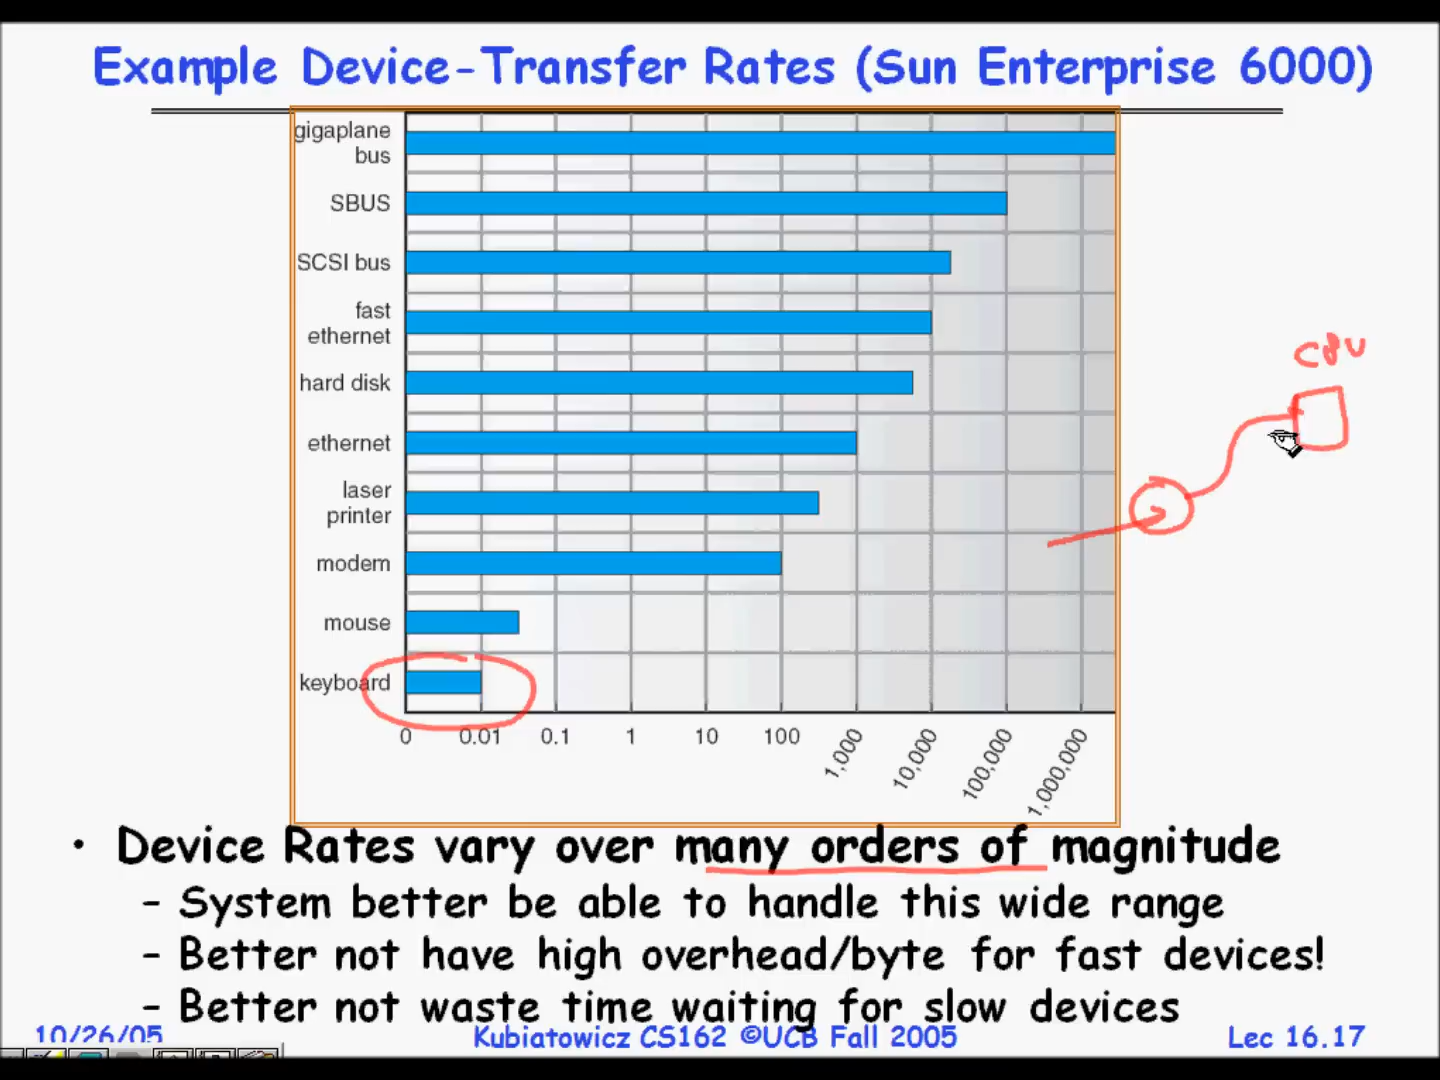 Example Device-Transfer Rates (Sun Enterprise 6000)
gigaplane
bus
SBUS
SCSI bus
fast
ethernet
hard disk
ethernet
laser
printer
modem
mouse
keyboard
0 0.01 0.1 1 10 100 1,000 10,000 100,000 1,000,000
CPU
• Device Rates vary over many orders of magnitude
– System better be able to handle this wide range
– Better not have high overhead/byte for fast devices!
– Better not waste time waiting for slow devices
10/26/05 Kubiatowicz CS162 ©UCB Fall 2005 Lec 16.17